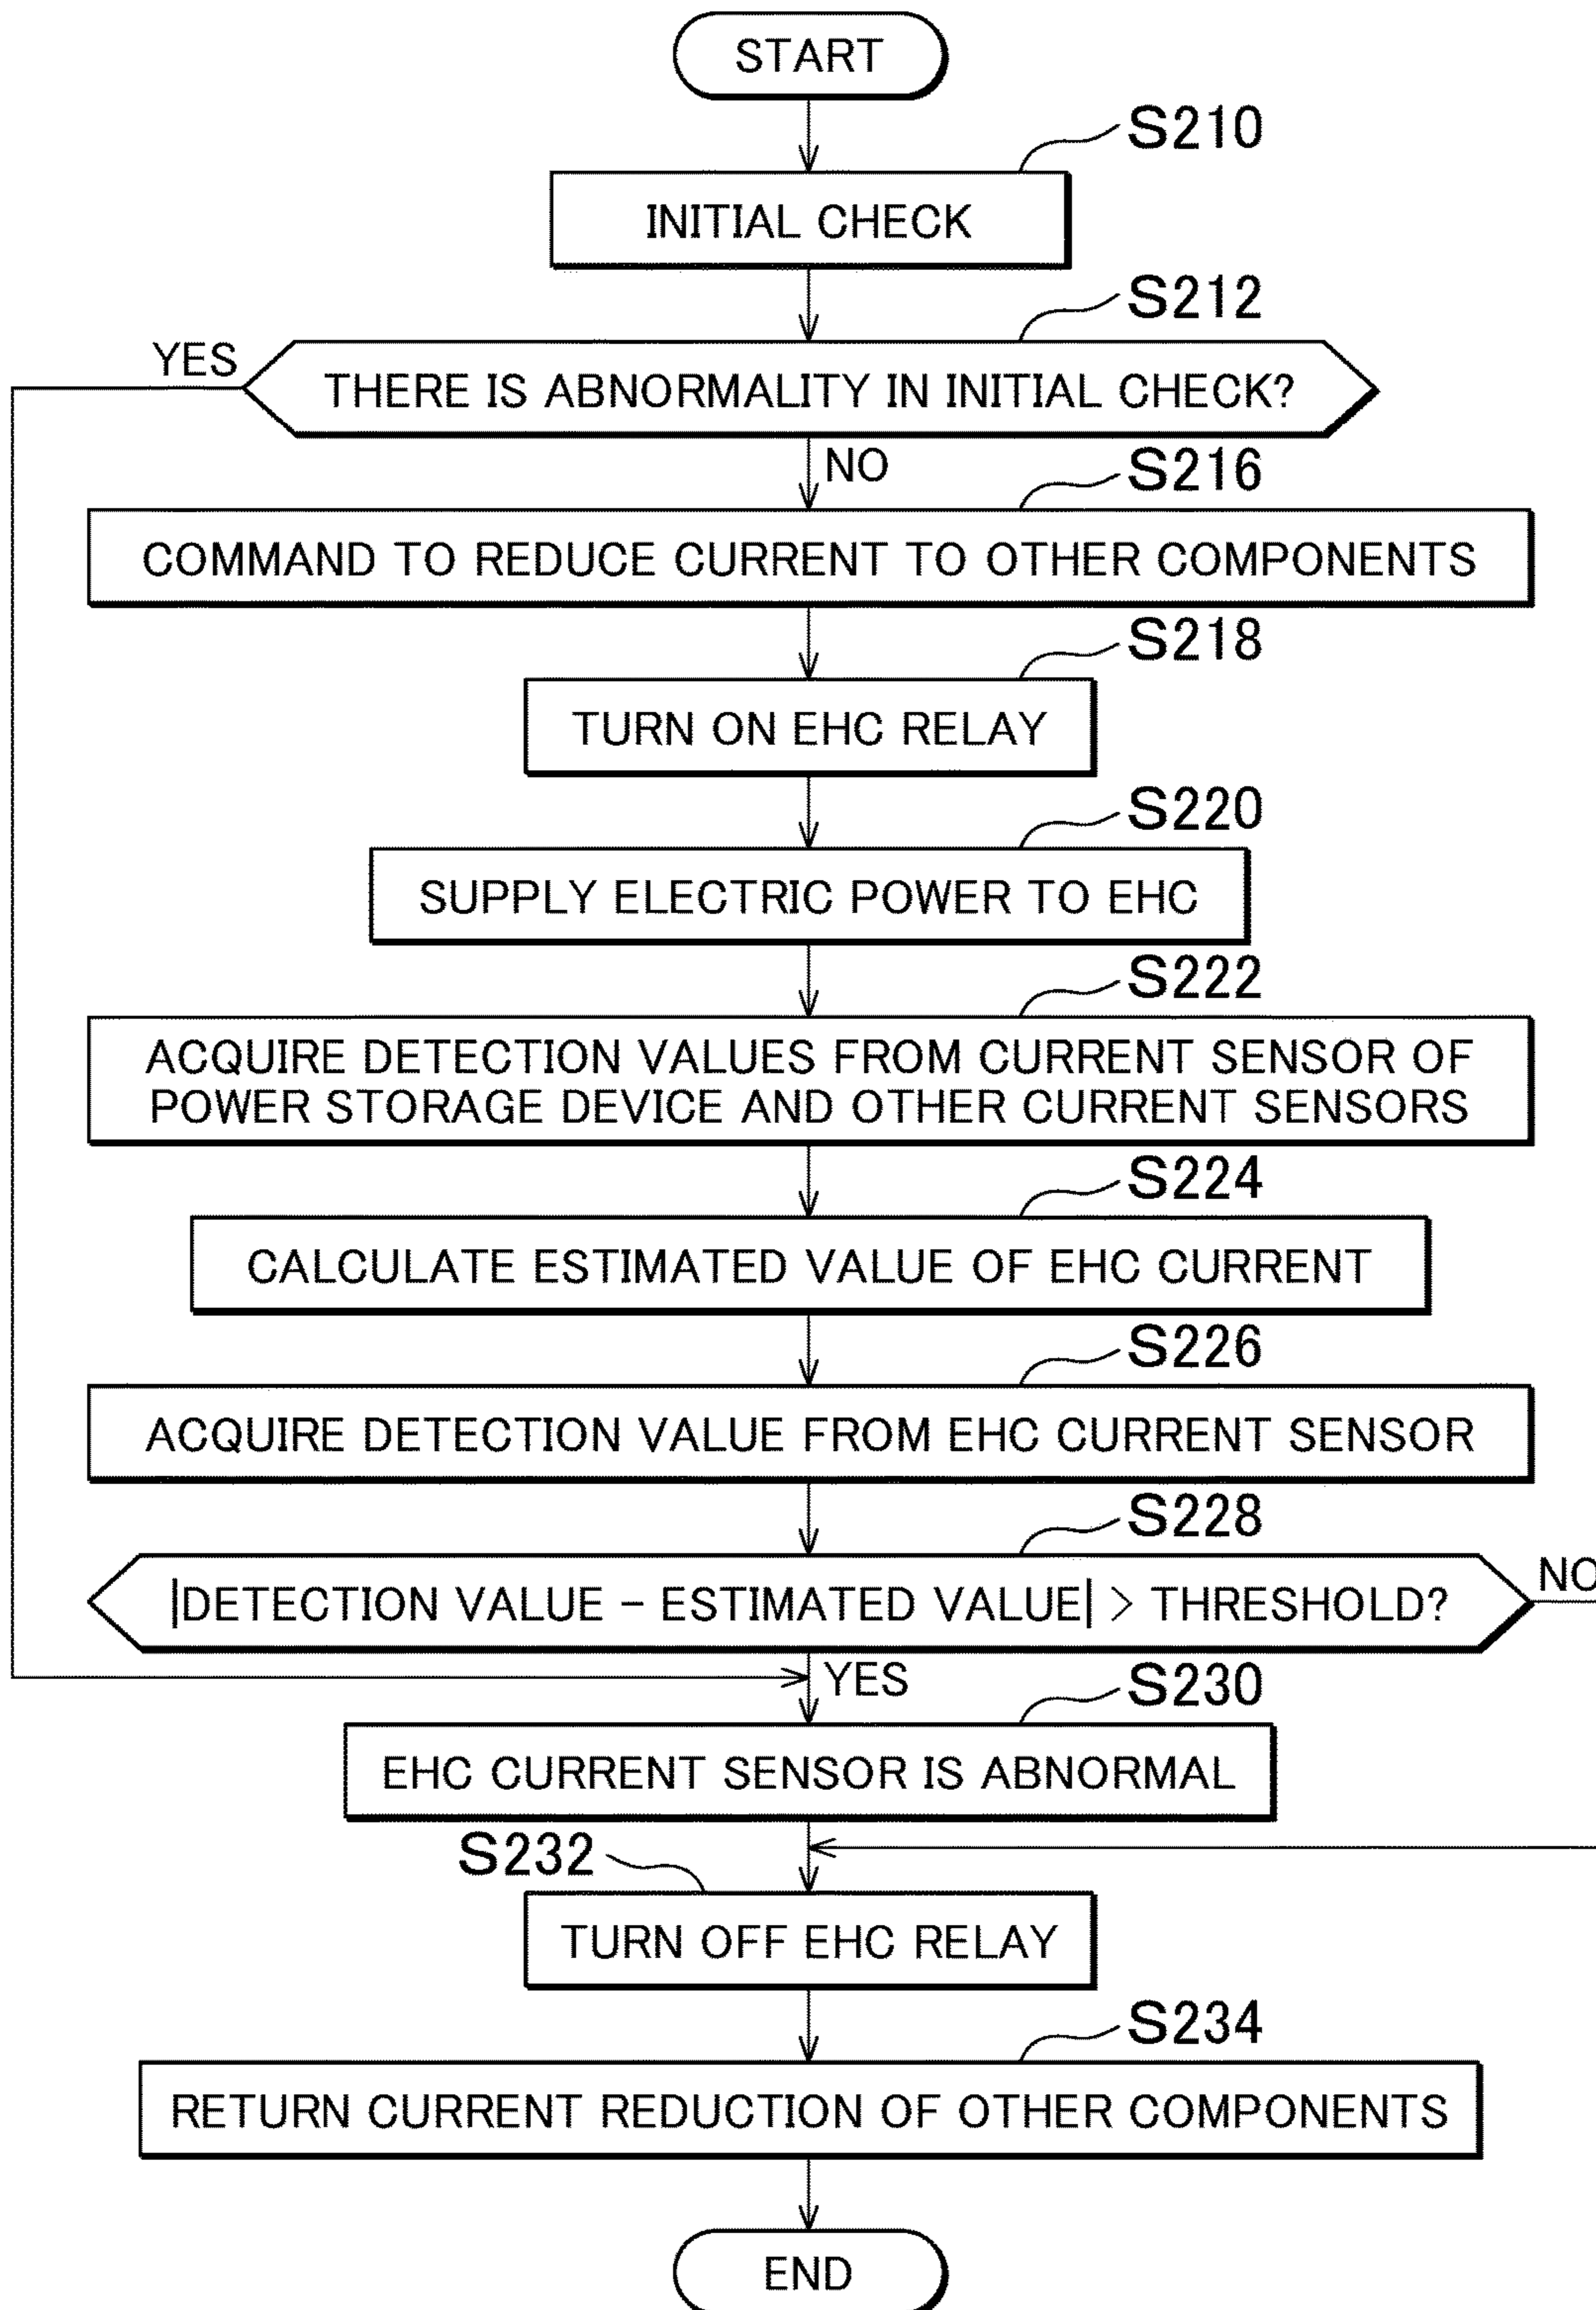 START
S210
INITIAL CHECK
S212
YES
THERE IS ABNORMALITY IN INITIAL CHECK?
NO
S216
COMMAND TO REDUCE CURRENT TO OTHER COMPONENTS
S218
TURN ON EHC RELAY
S220
SUPPLY ELECTRIC POWER TO EHC
S222
ACQUIRE DETECTION VALUES FROM CURRENT SENSOR OF
POWER STORAGE DEVICE AND OTHER CURRENT SENSORS
S224
CALCULATE ESTIMATED VALUE OF EHC CURRENT
S226
ACQUIRE DETECTION VALUE FROM EHC CURRENT SENSOR
S228
|DETECTION VALUE - ESTIMATED VALUE| > THRESHOLD?
NO
YES
S230
EHC CURRENT SENSOR IS ABNORMAL
S232
TURN OFF EHC RELAY
S234
RETURN CURRENT REDUCTION OF OTHER COMPONENTS
END